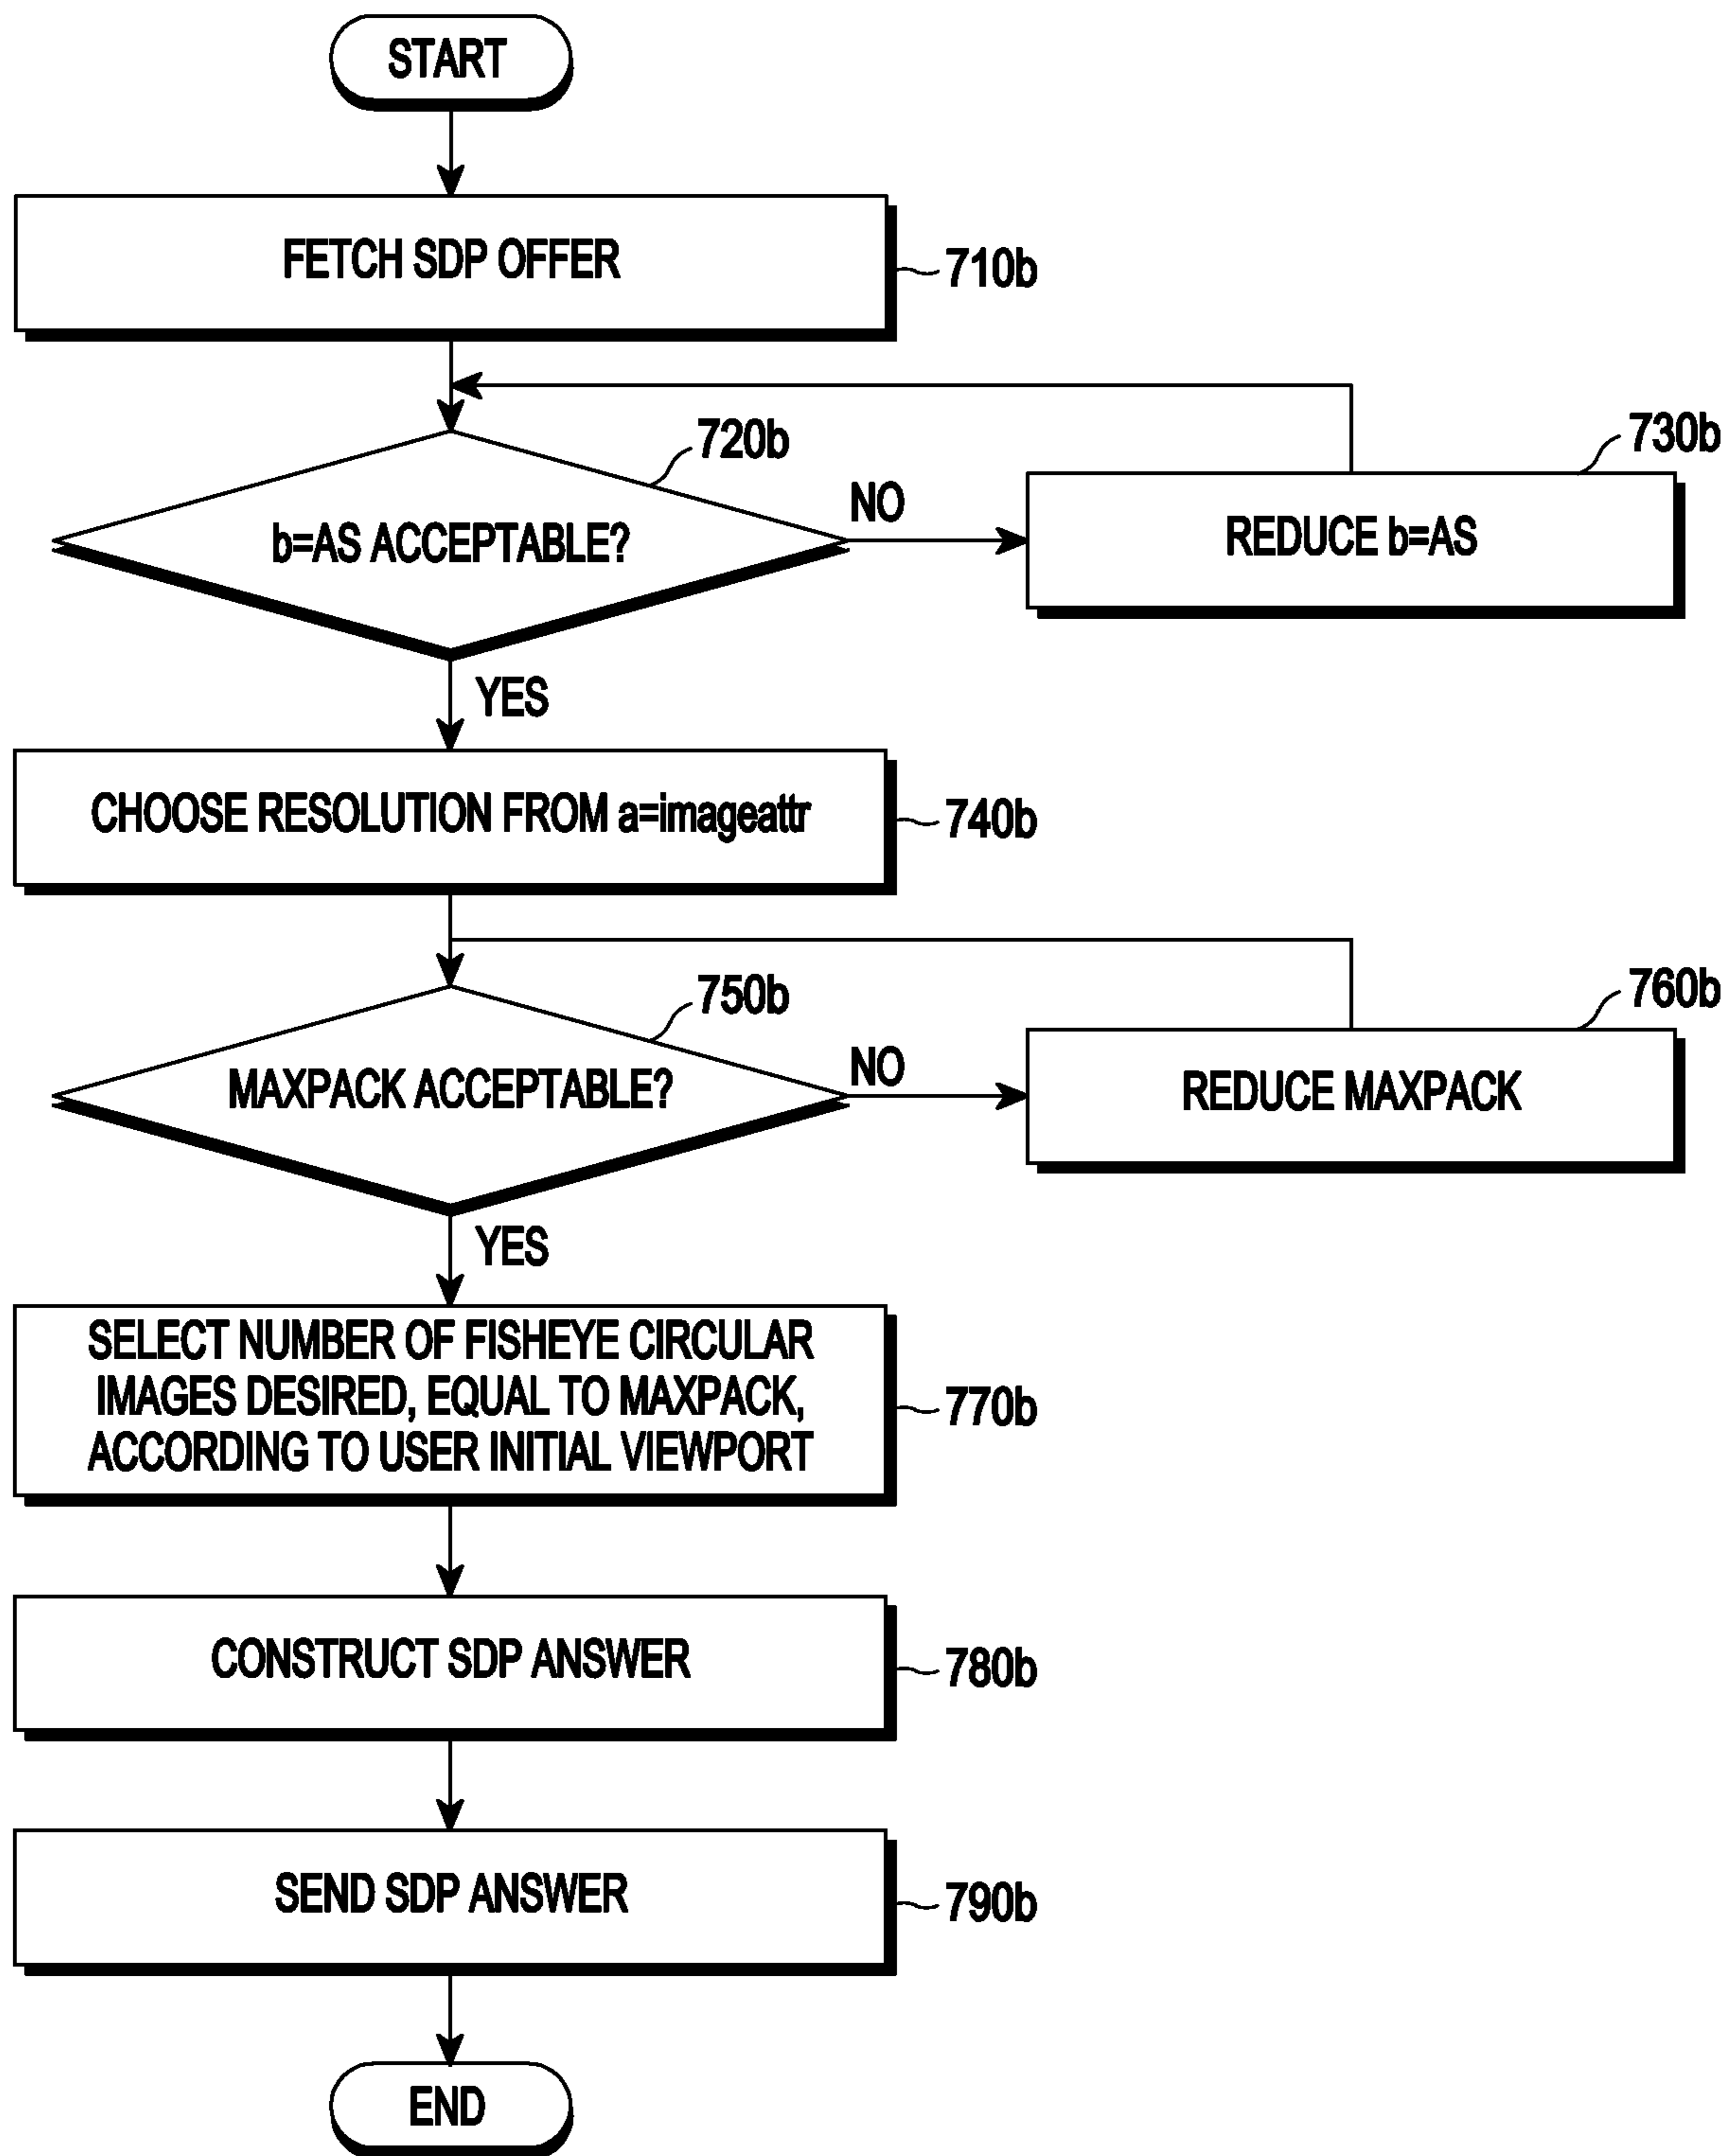 START
FETCH SDP OFFER
710b
720b
730b
b=AS ACCEPTABLE?
NO
REDUCE b=AS
YES
CHOOSE RESOLUTION FROM a=imageattr
740b
750b
760b
MAXPACK ACCEPTABLE?
NO
REDUCE MAXPACK
YES
SELECT NUMBER OF FISHEYE CIRCULAR
IMAGES DESIRED, EQUAL TO MAXPACK,
ACCORDING TO USER INITIAL VIEWPORT
770b
CONSTRUCT SDP ANSWER
780b
SEND SDP ANSWER
790b
END